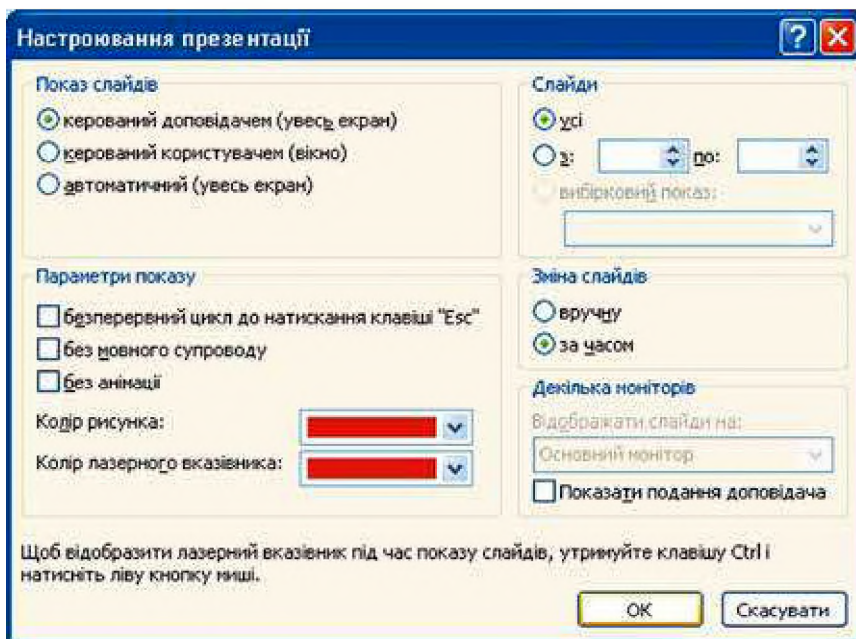 Настроювання презентації
Показ слайдів
керований доповідачем (увесь екран)
керований користувачем (вікно)
автоматичний (увесь екран)
Слайди
усі
з: по:
вибірковий показ:
Параметри показу
безперервний цикл до натискання клавіші "Esc"
без мовного супроводу
без анімації
Колір рисунка:
Колір лазерного вказівника:
Зміна слайдів
вручну
за часом
Декілька моніторів
Відображати слайди на:
Основний монітор
Показати подання доповідача
Щоб відобразити лазерний вказівник під час показу слайдів, утримуйте клавішу Ctrl і
натисніть ліву кнопку миші.
ОК
Скасувати